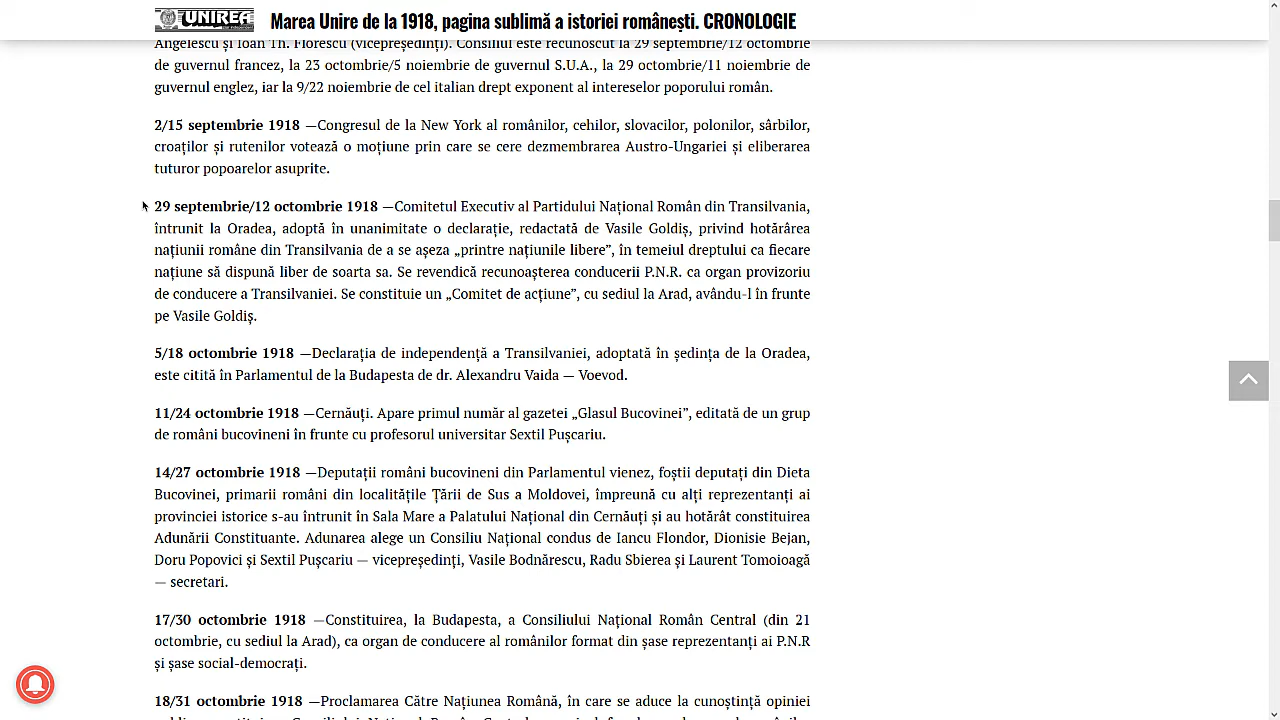 UNIREA
Marea Unire de la 1918, pagina sublimă a istoriei românești. CRONOLOGIE
Angelescu și Ioan Th. Florescu (vicepreședinți). Consiliul este recunoscut la 29 septembrie/12 octombrie
de guvernul francez, la 23 octombrie/5 noiembrie de guvernul S.U.A., la 29 octombrie/11 noiembrie de
guvernul englez, iar la 9/22 noiembrie de cel italian drept exponent al intereselor poporului român.
2/15 septembrie 1918 —Congresul de la New York al românilor, cehilor, slovacilor, polonilor, sârbilor,
croaților și rutenilor votează o moțiune prin care se cere dezmembrarea Austro-Ungariei și eliberarea
tuturor popoarelor asuprite.
29 septembrie/12 octombrie 1918 —Comitetul Executiv al Partidului Național Român din Transilvania,
întrunit la Oradea, adoptă în unanimitate o declarație, redactată de Vasile Goldiș, privind hotărârea
națiunii române din Transilvania de a se așeza „printre națiunile libere”, în temeiul dreptului ca fiecare
națiune să dispună liber de soarta sa. Se revendică recunoașterea conducerii P.N.R. ca organ provizoriu
de conducere a Transilvaniei. Se constituie un „Comitet de acțiune”, cu sediul la Arad, avându-l în frunte
pe Vasile Goldiș.
5/18 octombrie 1918 —Declarația de independență a Transilvaniei, adoptată în ședința de la Oradea,
este citită în Parlamentul de la Budapesta de dr. Alexandru Vaida — Voevod.
11/24 octombrie 1918 —Cernăuți. Apare primul număr al gazetei „Glasul Bucovinei”, editată de un grup
de români bucovineni în frunte cu profesorul universitar Sextil Pușcariu.
14/27 octombrie 1918 —Deputații români bucovineni din Parlamentul vienez, foștii deputați din Dieta
Bucovinei, primarii români din localitățile Țării de Sus a Moldovei, împreună cu alți reprezentanți ai
provinciei istorice s-au întrunit în Sala Mare a Palatului Național din Cernăuți și au hotărât constituirea
Adunării Constituante. Adunarea alege un Consiliu Național condus de Iancu Flondor, Dionisie Bejan,
Doru Popovici și Sextil Pușcariu — vicepreședinți, Vasile Bodnărescu, Radu Sbierea și Laurent Tomoioagă
— secretari.
17/30 octombrie 1918 —Constituirea, la Budapesta, a Consiliului Național Român Central (din 21
octombrie, cu sediul la Arad), ca organ de conducere al românilor format din șase reprezentanți ai P.N.R
și șase social-democrați.
18/31 octombrie 1918 —Proclamarea Către Națiunea Română, în care se aduce la cunoștință opiniei